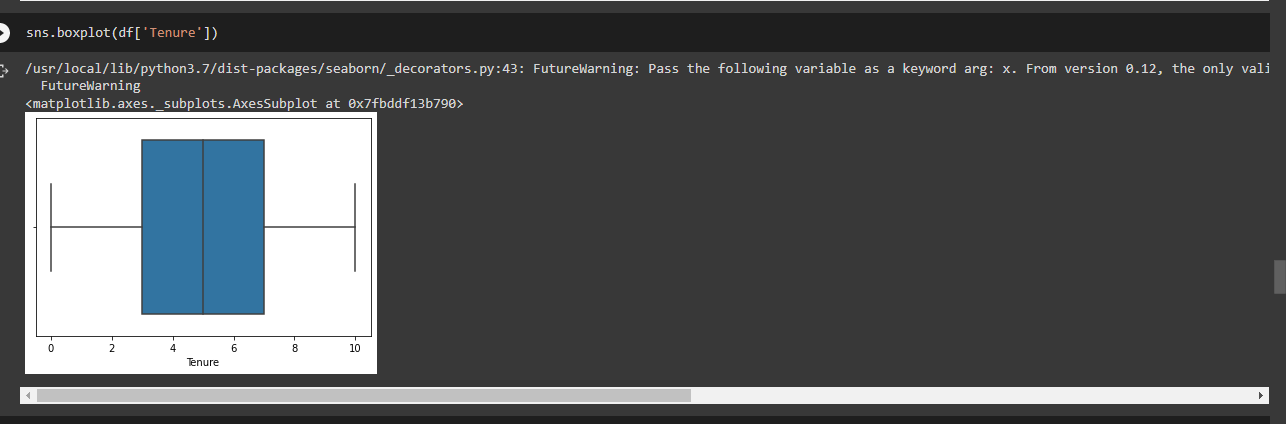 sns.boxplot(df['Tenure'])
/usr/local/lib/python3.7/dist-packages/seaborn/_decorators.py:43: FutureWarning: Pass the following variable as a keyword arg: x. From version 0.12, the only vali
FutureWarning
<matplotlib.axes._subplots.AxesSubplot at 0x7fbddf13b790>
0 2 4 6 8 10
Tenure